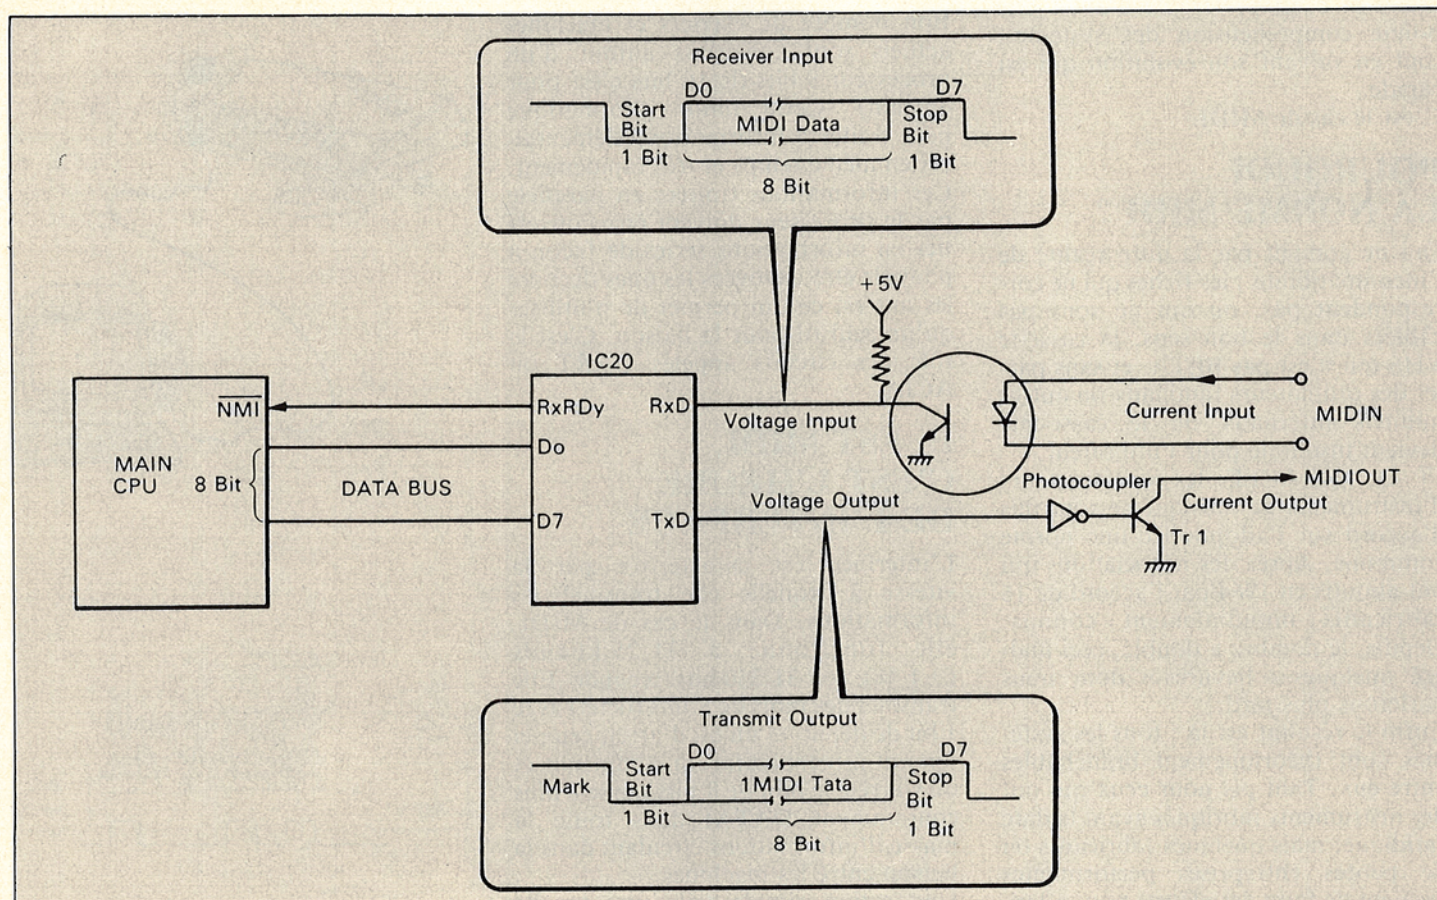 Receiver Input
D0 D7
Start Bit
MIDI Data
Stop Bit
1 Bit
8 Bit
1 Bit
+5V
IC20
NMI
RxRDy
RxD
Voltage Input
Current Input
MIDIN
Do
MAIN CPU
8 Bit
DATA BUS
Voltage Output
Photocoupler
MIDIOUT
Current Output
D7
TxD
Tr 1
Transmit Output
D0 D7
Mark
Start Bit
1MIDI Tata
Stop Bit
1 Bit
8 Bit
1 Bit